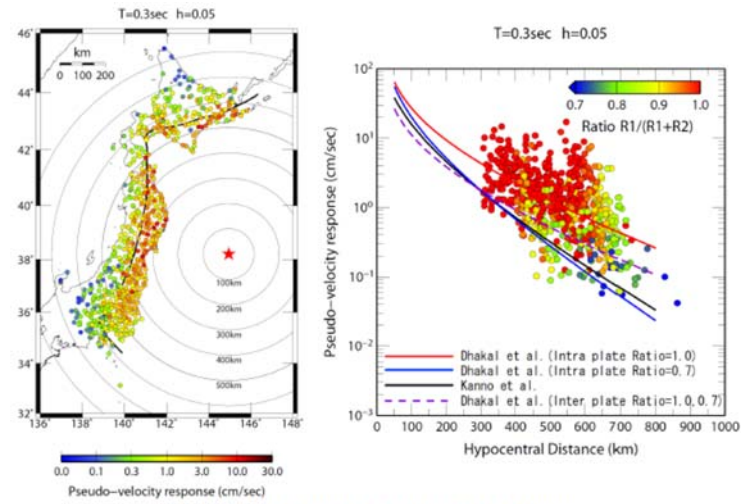 T=0.3sec h=0.05
46˚
km
0 100 200
44˚
42˚
40˚
38˚
36˚
34˚
32˚
100km
200km
300km
400km
500km
136˚ 138˚ 140˚ 142˚ 144˚ 146˚ 148˚
0.0 0.1 0.3 1.0 3.0 10.0 30.0
Pseudo−velocity response (cm/sec)
T=0.3sec h=0.05
10²
10¹
10⁰
10⁻¹
10⁻²
10⁻³
Pseudo−velocity response (cm/sec)
0.7 0.8 0.9 1.0
Ratio R1/(R1+R2)
Dhakal et al. (Intra plate Ratio=1.0)
Dhakal et al. (Intra plate Ratio=0.7)
Kanno et al.
Dhakal et al. (Inter plate Ratio=1.0, 0.7)
0 100 200 300 400 500 600 700 800 900 1000
Hypocentral Distance (km)